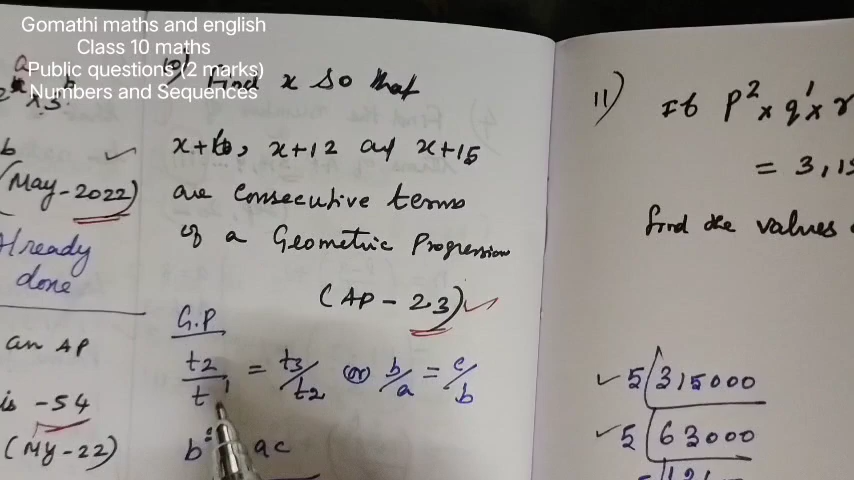 Gomathi maths and english
Class 10 maths
Public questions (2 marks)
Numbers and Sequences
10) Find x so that
x+6, x+12 and x+15
are consecutive terms
of a Geometric Progression
(AP - 23)
G.P
t2/t1 = t3/t2 (or) b/a = c/b
b² ac
b
(May-2022)
Already
done
an AP
is -54
(My-22)
11) If p² × q¹ × r
= 3,15
find the values
5 315000
5 63000